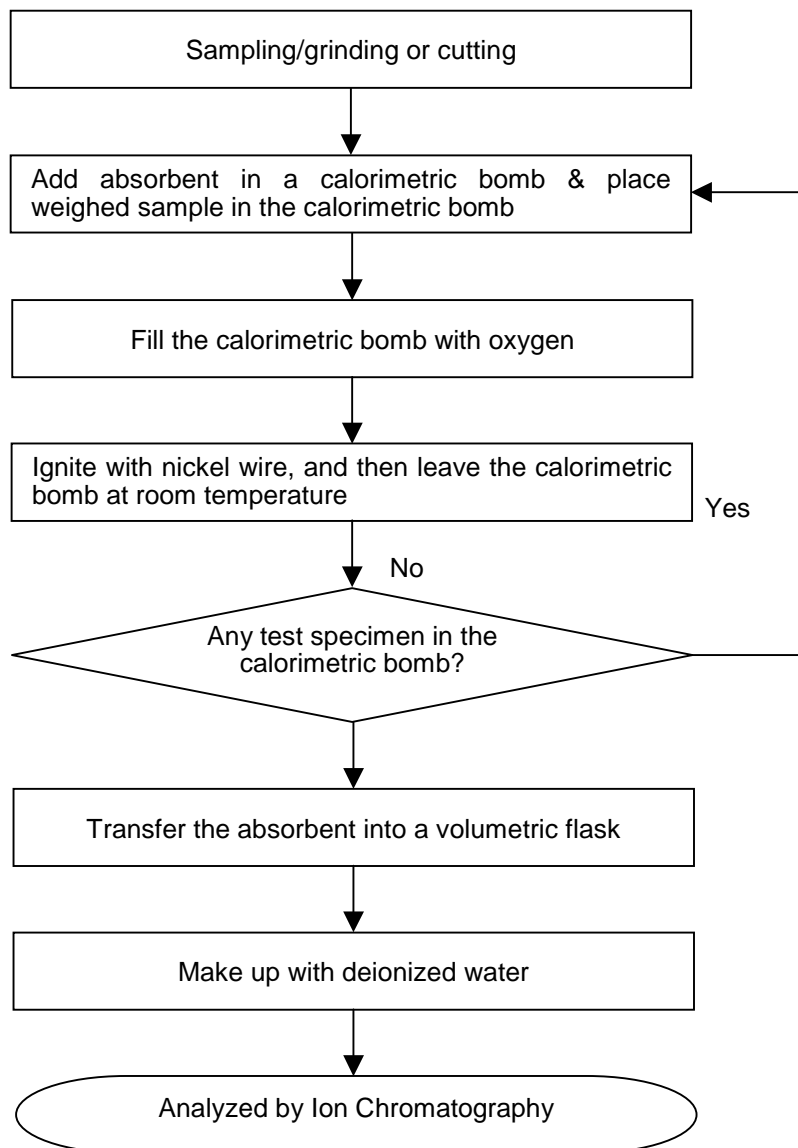 Sampling/grinding or cutting
Add absorbent in a calorimetric bomb & place
weighed sample in the calorimetric bomb
Fill the calorimetric bomb with oxygen
Ignite with nickel wire, and then leave the calorimetric
bomb at room temperature
Yes
No
Any test specimen in the
calorimetric bomb?
Transfer the absorbent into a volumetric flask
Make up with deionized water
Analyzed by Ion Chromatography